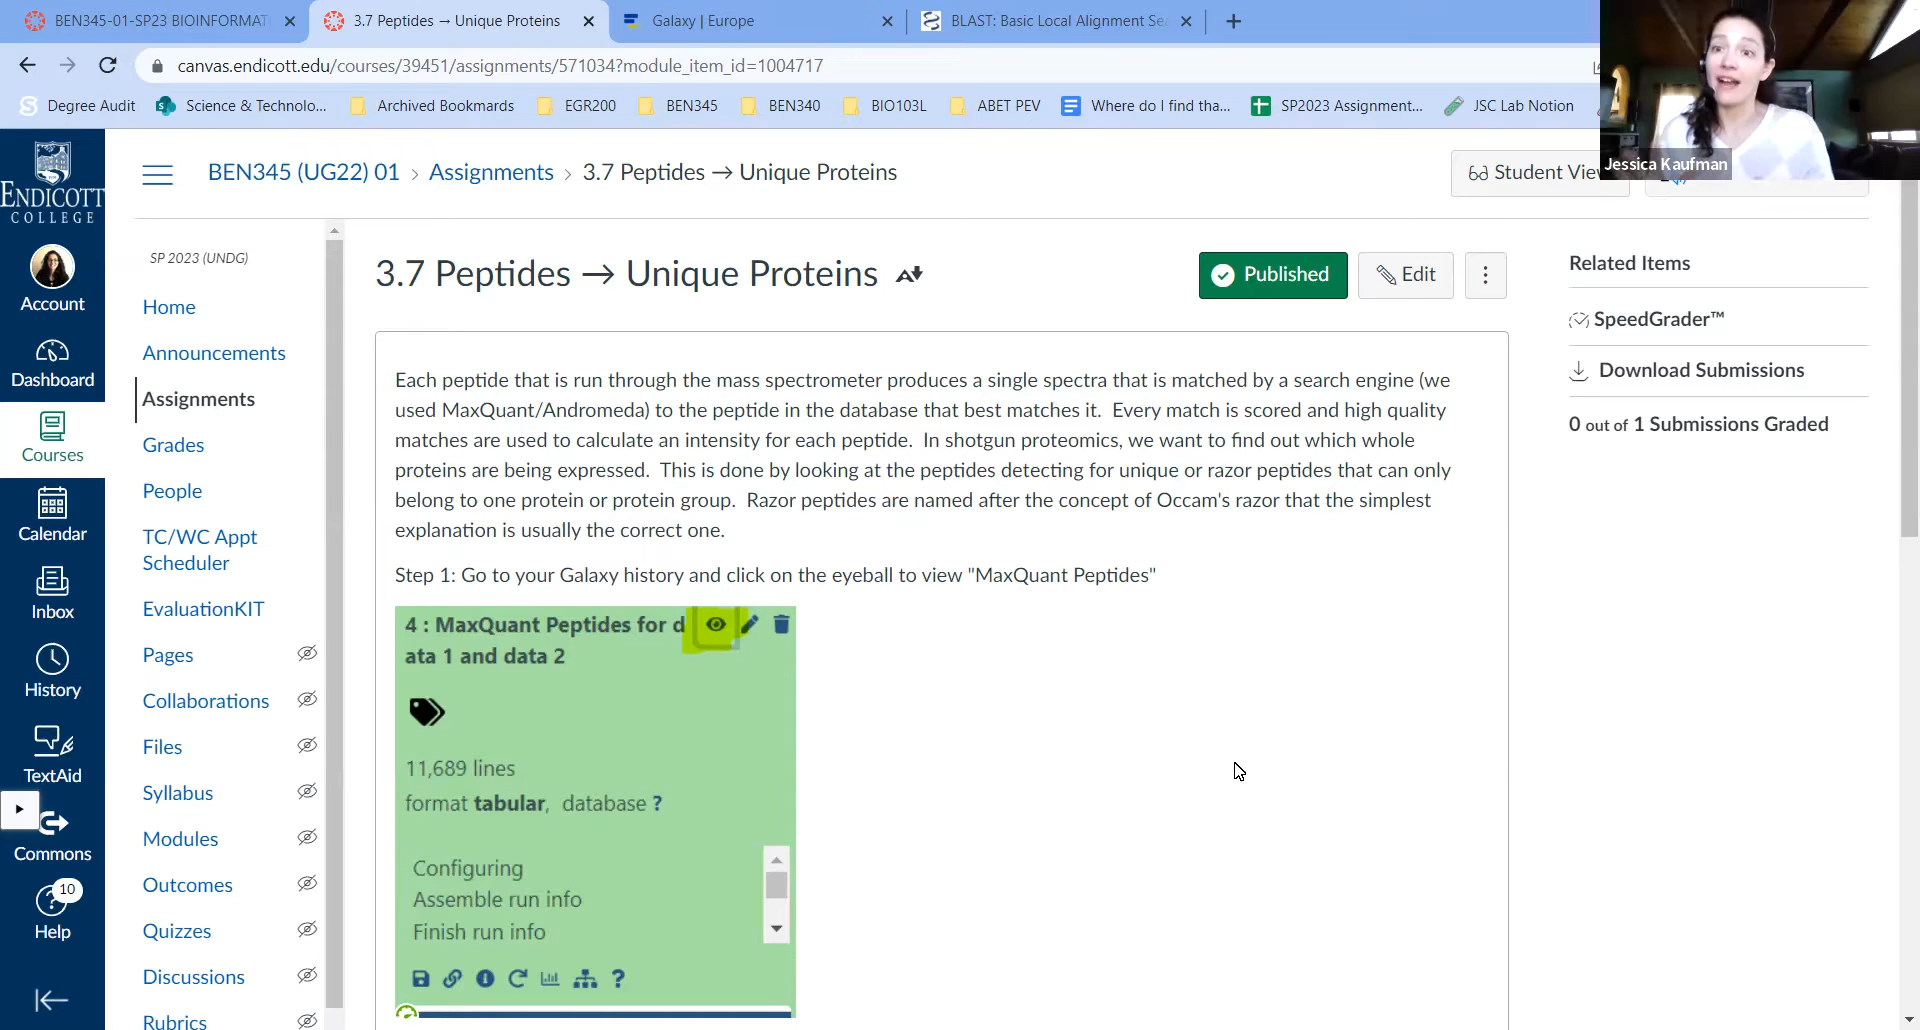 BEN345-01-SP23 BIOINFORMAT
3.7 Peptides → Unique Proteins
Galaxy | Europe
BLAST: Basic Local Alignment Se
canvas.endicott.edu/courses/39451/assignments/571034?module_item_id=1004717
Degree Audit
Science & Technolo...
Archived Bookmards
EGR200
BEN345
BEN340
BIO103L
ABET PEV
Where do I find tha...
SP2023 Assignment...
JSC Lab Notion
Jessica Kaufman
ENDICOTT
COLLEGE
Account
Dashboard
Courses
Calendar
Inbox
History
TextAid
Commons
10
Help
BEN345 (UG22) 01 › Assignments › 3.7 Peptides → Unique Proteins
Student Vie
SP 2023 (UNDG)
Home
Announcements
Assignments
Grades
People
TC/WC Appt
Scheduler
EvaluationKIT
Pages
Collaborations
Files
Syllabus
Modules
Outcomes
Quizzes
Discussions
Rubrics
3.7 Peptides → Unique Proteins
Published
Edit
Each peptide that is run through the mass spectrometer produces a single spectra that is matched by a search engine (we
used MaxQuant/Andromeda) to the peptide in the database that best matches it. Every match is scored and high quality
matches are used to calculate an intensity for each peptide. In shotgun proteomics, we want to find out which whole
proteins are being expressed. This is done by looking at the peptides detecting for unique or razor peptides that can only
belong to one protein or protein group. Razor peptides are named after the concept of Occam's razor that the simplest
explanation is usually the correct one.
Step 1: Go to your Galaxy history and click on the eyeball to view "MaxQuant Peptides"
4 : MaxQuant Peptides for d
ata 1 and data 2
11,689 lines
format tabular, database ?
Configuring
Assemble run info
Finish run info
Related Items
SpeedGrader™
Download Submissions
0 out of 1 Submissions Graded